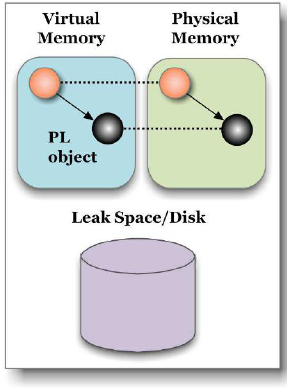 Virtual
Memory
Physical
Memory
PL
object
Leak Space/Disk